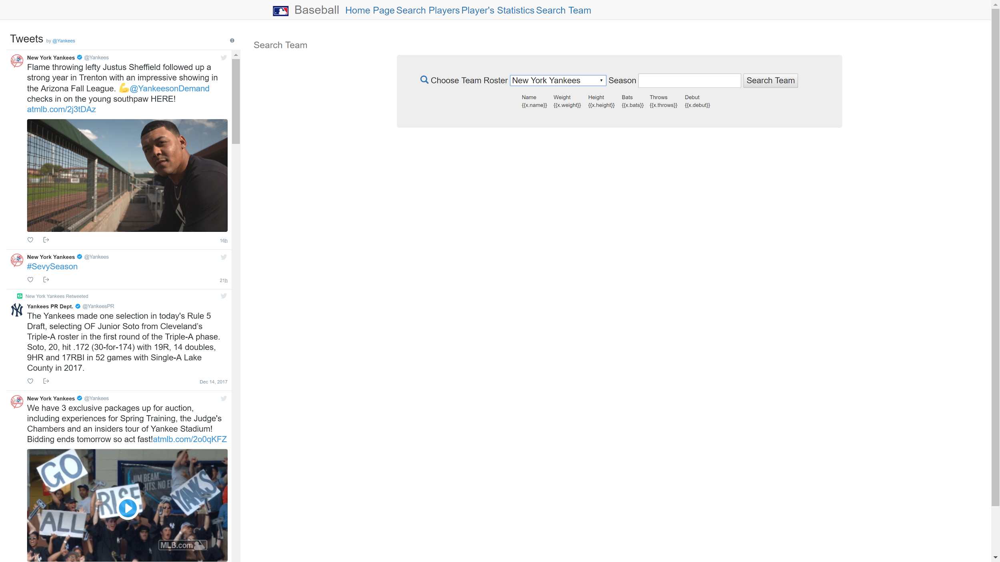 Baseball Home Page Search Players Player's Statistics Search Team
Tweets by @Yankees
New York Yankees @Yankees
Flame throwing lefty Justus Sheffield followed up a
strong year in Trenton with an impressive showing in
the Arizona Fall League. 💪@YankeesonDemand
checks in on the young southpaw HERE!
atmlb.com/2j3tDAz
16h
New York Yankees @Yankees
#SevySeason
21h
New York Yankees Retweeted
Yankees PR Dept. @YankeesPR
The Yankees made one selection in today's Rule 5
Draft, selecting OF Junior Soto from Cleveland’s
Triple-A roster in the first round of the Triple-A phase.
Soto, 20, hit .172 (30-for-174) with 19R, 14 doubles,
9HR and 17RBI in 52 games with Single-A Lake
County in 2017.
Dec 14, 2017
New York Yankees @Yankees
We have 3 exclusive packages up for auction,
including experiences for Spring Training, the Judge's
Chambers and an insiders tour of Yankee Stadium!
Bidding ends tomorrow so act fast!atmlb.com/2o0qKFZ
GO
JIM BEAM.
HITS. NO E
RISE
YANKS
ALL
MLB.com
Search Team
Choose Team Roster New York Yankees Season Search Team
Name Weight Height Bats Throws Debut
{{x.name}} {{x.weight}} {{x.height}} {{x.bats}} {{x.throws}} {{x.debut}}